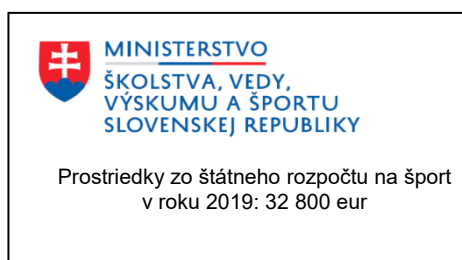 MINISTERSTVO
ŠKOLSTVA, VEDY,
VÝSKUMU A ŠPORTU
SLOVENSKEJ REPUBLIKY
Prostriedky zo štátneho rozpočtu na šport
v roku 2019: 32 800 eur